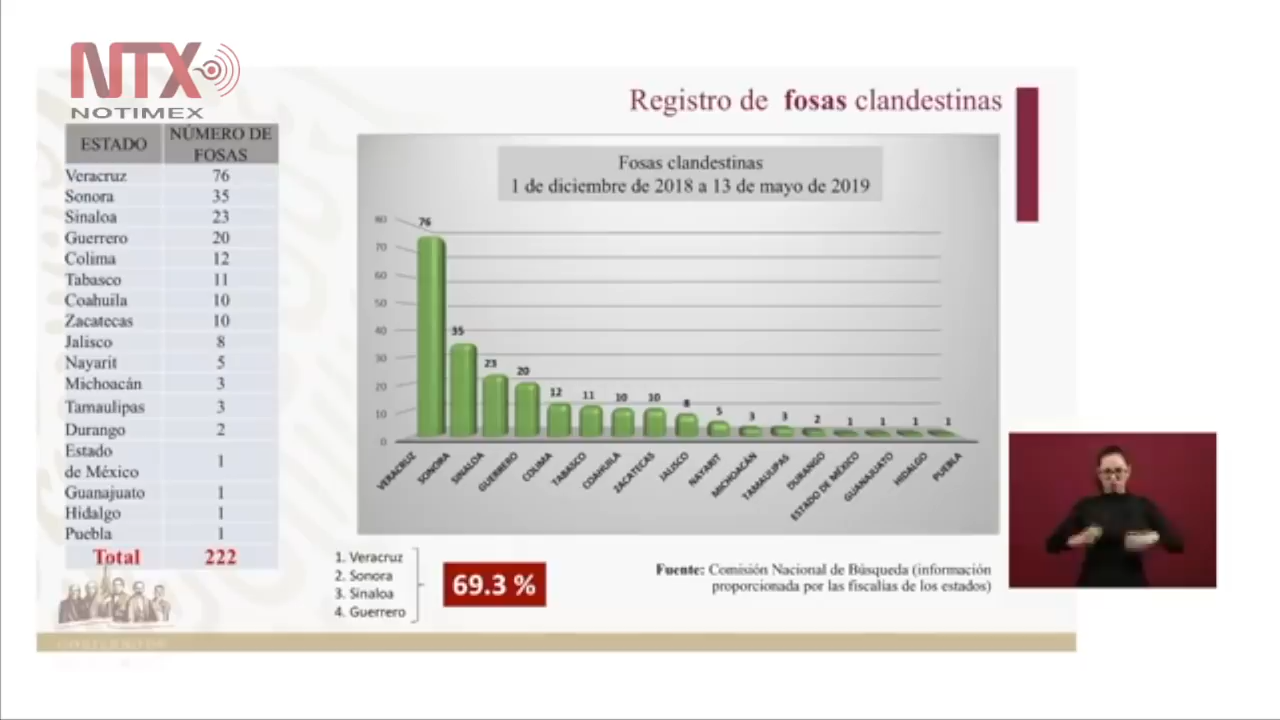 NTX
NOTIMEX
Registro de fosas clandestinas
ESTADO NÚMERO DE FOSAS
Veracruz 76
Sonora 35
Sinaloa 23
Guerrero 20
Colima 12
Tabasco 11
Coahuila 10
Zacatecas 10
Jalisco 8
Nayarit 5
Michoacán 3
Tamaulipas 3
Durango 2
Estado de México 1
Guanajuato 1
Hidalgo 1
Puebla 1
Total 222
Fosas clandestinas
1 de diciembre de 2018 a 13 de mayo de 2019
80
70
60
50
40
30
20
10
0
76 35 23 20 12 11 10 10 8 5 3 3 2 1 1 1 1
VERACRUZ SONORA SINALOA GUERRERO COLIMA TABASCO COAHUILA ZACATECAS JALISCO NAYARIT MICHOACÁN TAMAULIPAS DURANGO ESTADO DE MÉXICO GUANAJUATO HIDALGO PUEBLA
1. Veracruz
2. Sonora
3. Sinaloa
4. Guerrero
69.3 %
Fuente: Comisión Nacional de Búsqueda (información
proporcionada por las fiscalías de los estados)